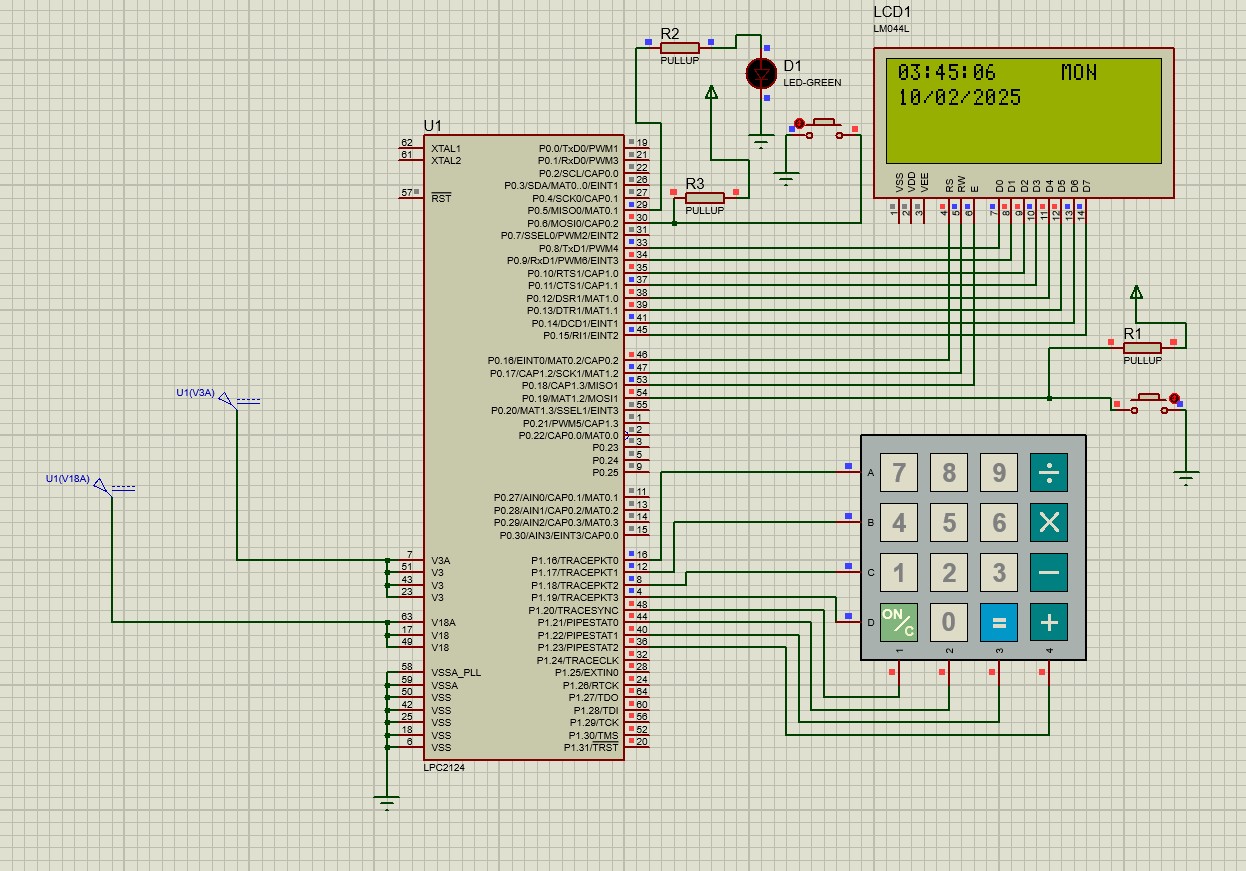 LCD1
LM044L
03:45:06 MON
10/02/2025
VSS VDD VEE RS RW E D0 D1 D2 D3 D4 D5 D6 D7
1 2 3 4 5 6 7 8 9 10 11 12 13 14
R2
PULLUP
D1
LED-GREEN
R3
PULLUP
R1
PULLUP
U1
62 XTAL1
61 XTAL2
57 RST
7 V3A
51 V3
43 V3
23 V3
63 V18A
17 V18
49 V18
58 VSSA_PLL
59 VSSA
50 VSS
42 VSS
25 VSS
18 VSS
6 VSS
P0.0/TxD0/PWM1 19
P0.1/RxD0/PWM3 21
P0.2/SCL/CAP0.0 22
P0.3/SDA/MAT0..0/EINT1 26
P0.4/SCK0/CAP0.1 27
P0.5/MISO0/MAT0.1 29
P0.6/MOSI0/CAP0.2 30
P0.7/SSEL0/PWM2/EINT2 31
P0.8/TxD1/PWM4 33
P0.9/RxD1/PWM6/EINT3 34
P0.10/RTS1/CAP1.0 35
P0.11/CTS1/CAP1.1 37
P0.12/DSR1/MAT1.0 38
P0.13/DTR1/MAT1.1 39
P0.14/DCD1/EINT1 41
P0.15/RI1/EINT2 45
P0.16/EINT0/MAT0.2/CAP0.2 46
P0.17/CAP1.2/SCK1/MAT1.2 47
P0.18/CAP1.3/MISO1 53
P0.19/MAT1.2/MOSI1 54
P0.20/MAT1.3/SSEL1/EINT3 55
P0.21/PWM5/CAP1.3 1
P0.22/CAP0.0/MAT0.0 2
P0.23 3
P0.24 5
P0.25 9
P0.27/AIN0/CAP0.1/MAT0.1 11
P0.28/AIN1/CAP0.2/MAT0.2 13
P0.29/AIN2/CAP0.3/MAT0.3 14
P0.30/AIN3/EINT3/CAP0.0 15
P1.16/TRACEPKT0 16
P1.17/TRACEPKT1 12
P1.18/TRACEPKT2 8
P1.19/TRACEPKT3 4
P1.20/TRACESYNC 48
P1.21/PIPESTAT0 44
P1.22/PIPESTAT1 40
P1.23/PIPESTAT2 36
P1.24/TRACECLK 32
P1.25/EXTIN0 28
P1.26/RTCK 24
P1.27/TDO 64
P1.28/TDI 60
P1.29/TCK 56
P1.30/TMS 52
P1.31/TRST 20
LPC2124
U1(V3A)
U1(V18A)
A 7 8 9 ÷
B 4 5 6 ×
C 1 2 3 −
D ON/C 0 = +
1 2 3 4